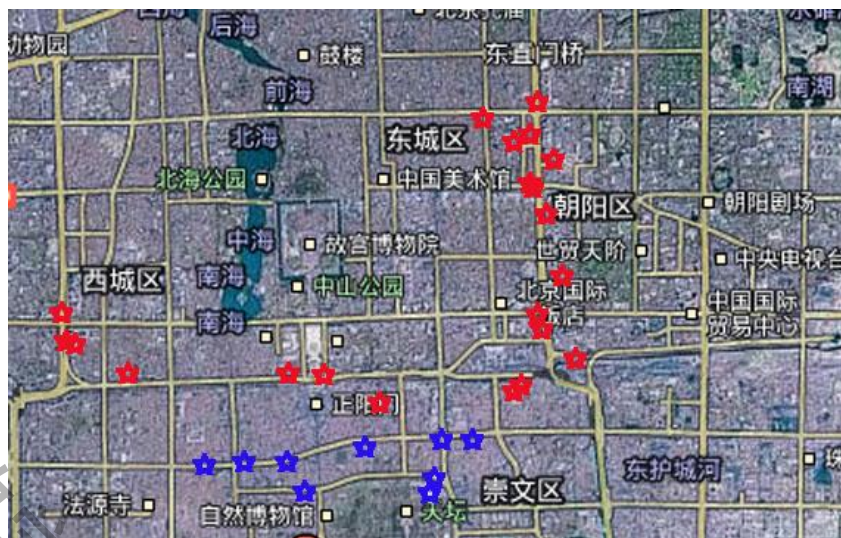 后海
动物园
鼓楼
东直门桥
前海
南湖
北海
东城区
北海公园
中国美术馆
朝阳区
朝阳剧场
中海
故宫博物院
世贸天阶
中央电视台
西城区
南海
中山公园
北京国际
饭店
中国国际
贸易中心
南海
正阳门
东护城河
崇文区
法源寺
自然博物馆
天坛